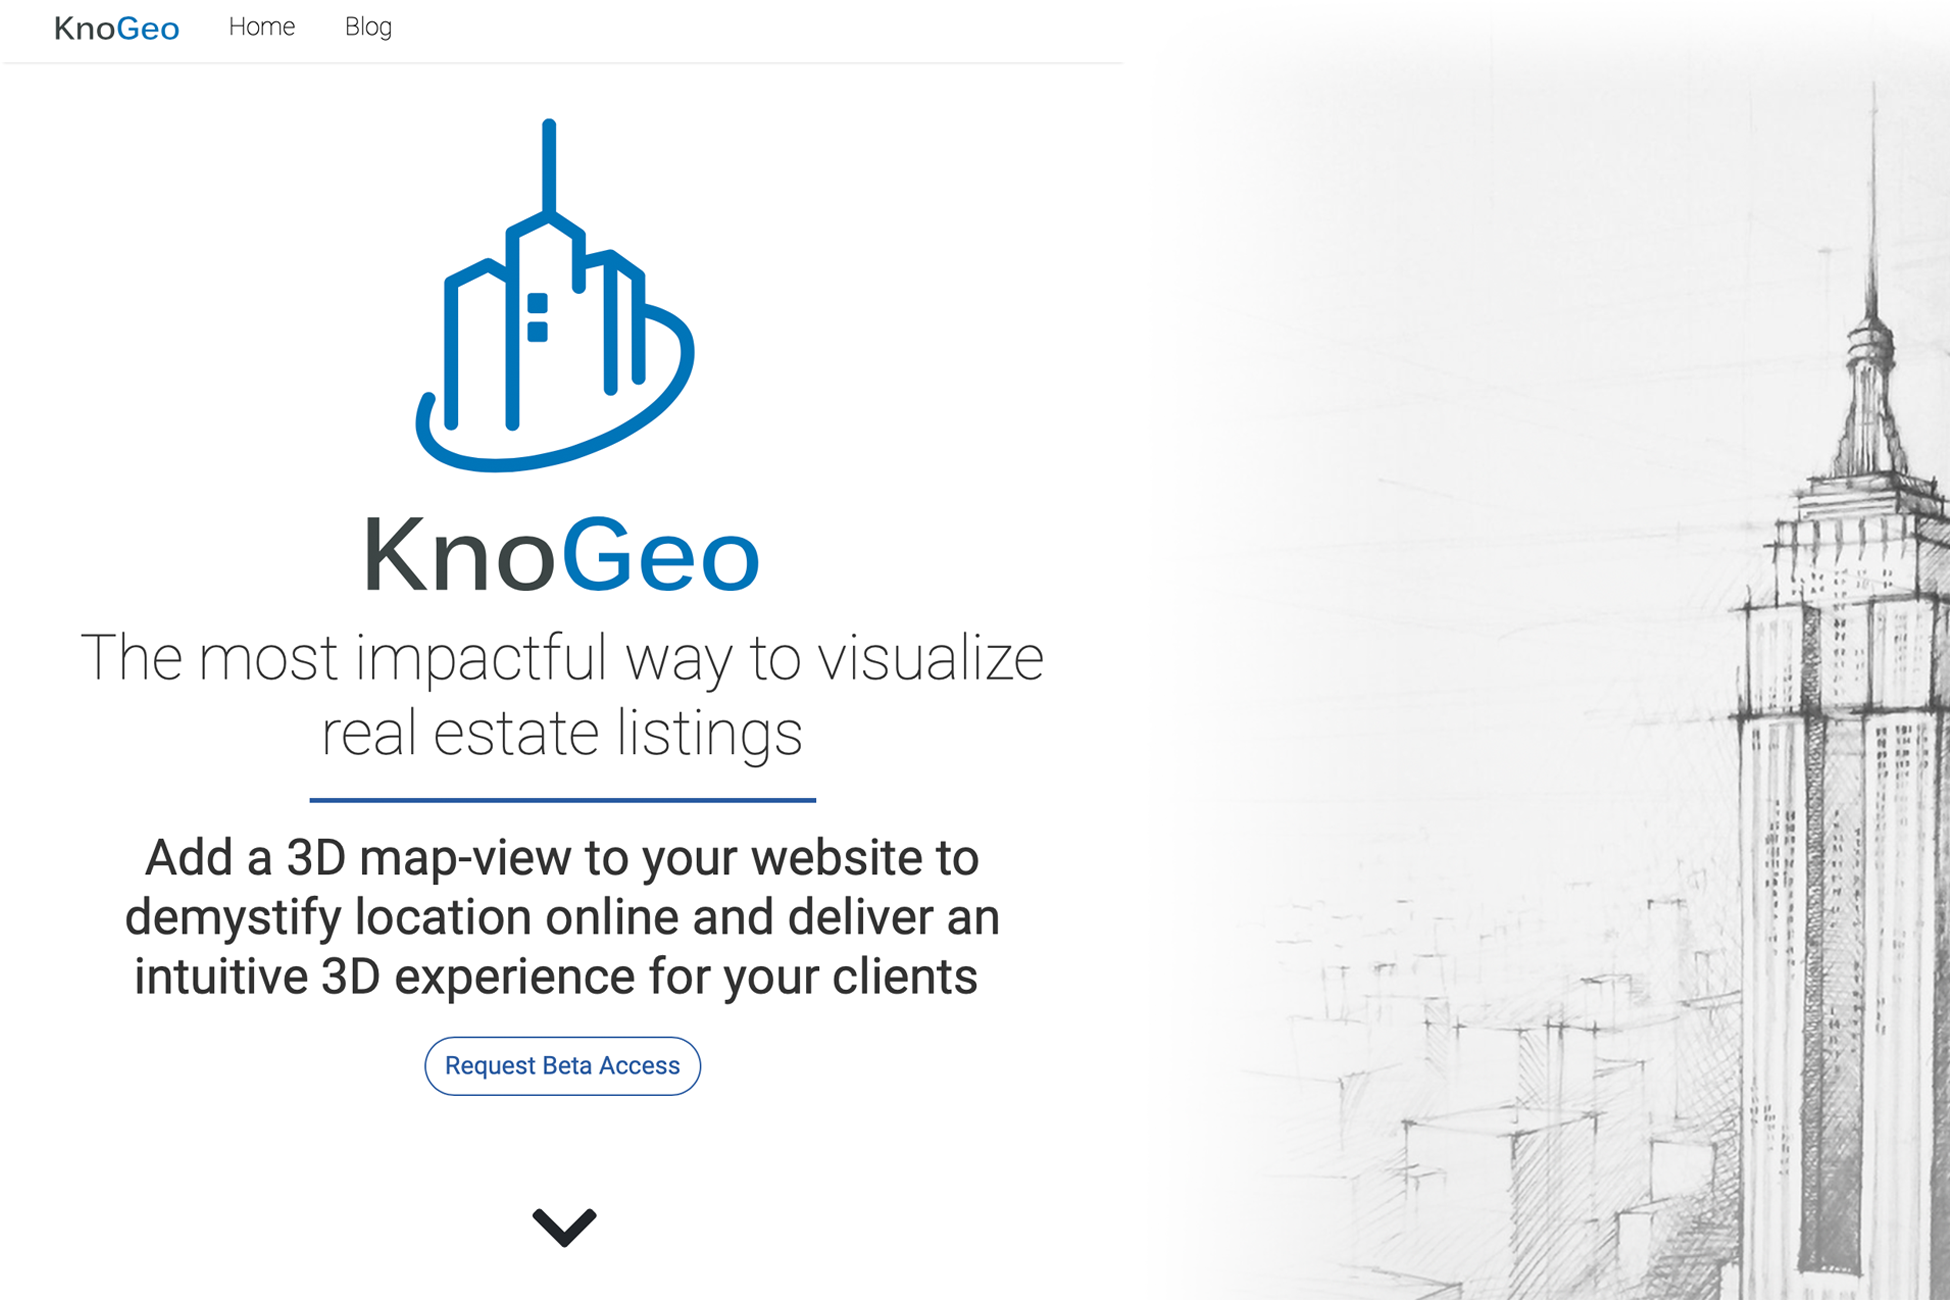 KnoGeo Home Blog
KnoGeo
The most impactful way to visualize
real estate listings
Add a 3D map-view to your website to
demystify location online and deliver an
intuitive 3D experience for your clients
Request Beta Access